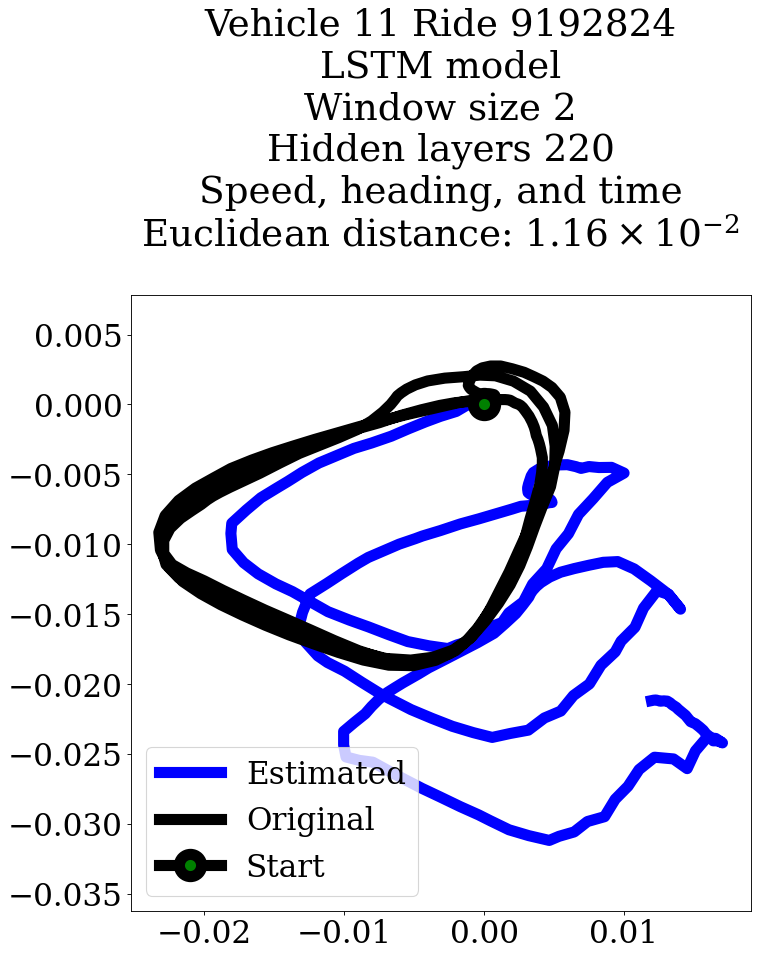 Vehicle 11 Ride 9192824
LSTM model
Window size 2
Hidden layers 220
Speed, heading, and time
Euclidean distance: 1.16 × 10⁻²
0.005
0.000
−0.005
−0.010
−0.015
−0.020
−0.025
−0.030
−0.035
Estimated
Original
Start
−0.02 −0.01 0.00 0.01